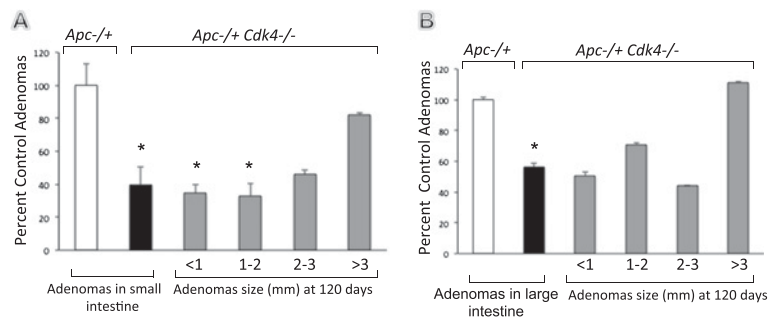 A
Apc-/+
Apc-/+ Cdk4-/-
Percent Control Adenomas
120
100
80
60
40
20
0
*
*
*
<1
1-2
2-3
>3
Adenomas in small
intestine
Adenomas size (mm) at 120 days
B
Apc-/+
Apc-/+ Cdk4-/-
Percent Control Adenomas
120
100
80
60
40
20
0
*
<1
1-2
2-3
>3
Adenomas in large
intestine
Adenomas size (mm) at 120 days